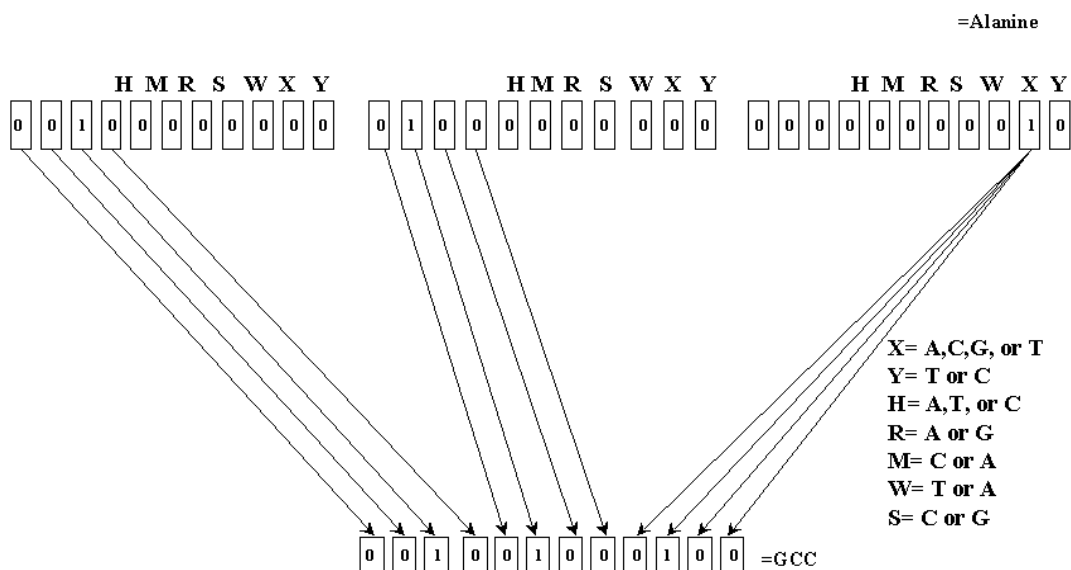 =Alanine
H M R S W X Y H M R S W X Y H M R S W X Y
0 0 1 0 0 0 0 0 0 0 0 0 1 0 0 0 0 0 0 0 0 0 0 0 0 0 0 0 0 0 0 1 0
X= A,C,G, or T
Y= T or C
H= A,T, or C
R= A or G
M= C or A
W= T or A
S= C or G
0 0 1 0 0 1 0 0 0 1 0 0 =GCC